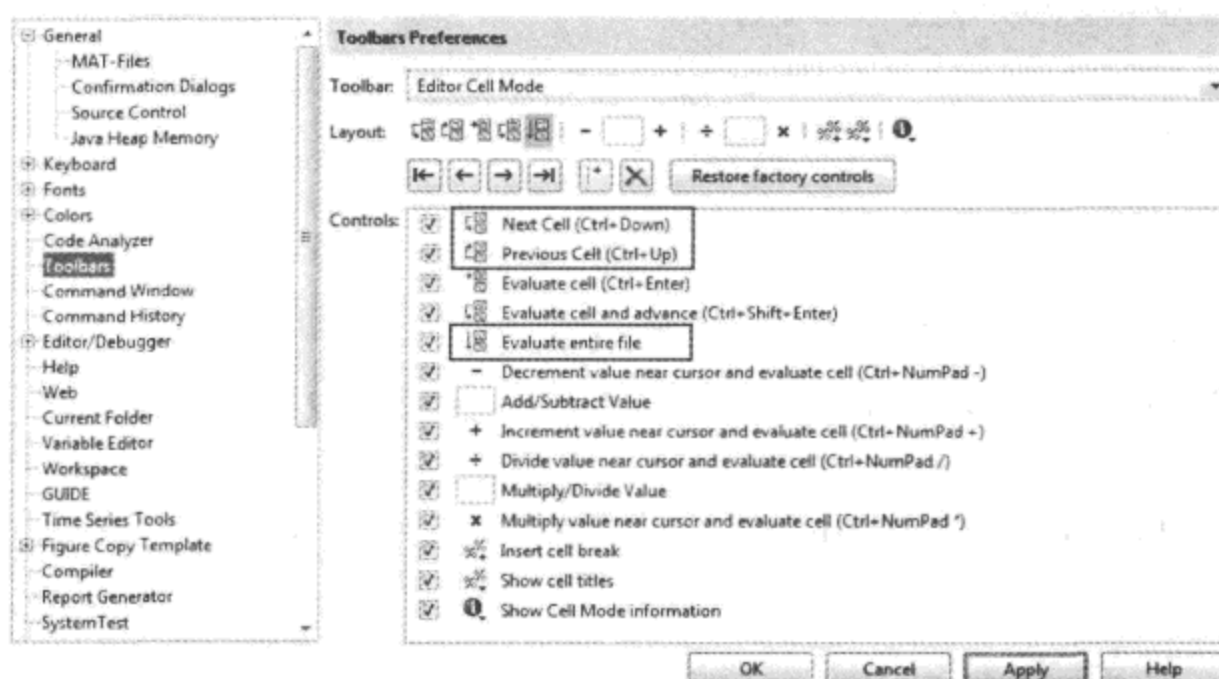 General
MAT-Files
Confirmation Dialogs
Source Control
Java Heap Memory
Keyboard
Fonts
Colors
Code Analyzer
Toolbars
Command Window
Command History
Editor/Debugger
Help
Web
Current Folder
Variable Editor
Workspace
GUIDE
Time Series Tools
Figure Copy Template
Compiler
Report Generator
SystemTest
Toolbars Preferences
Toolbar: Editor Cell Mode
Layout: - + ÷ ×
Restore factory controls
Controls: Next Cell (Ctrl+Down)
Previous Cell (Ctrl+Up)
Evaluate cell (Ctrl+Enter)
Evaluate cell and advance (Ctrl+Shift+Enter)
Evaluate entire file
- Decrement value near cursor and evaluate cell (Ctrl+NumPad -)
Add/Subtract Value
+ Increment value near cursor and evaluate cell (Ctrl+NumPad +)
÷ Divide value near cursor and evaluate cell (Ctrl+NumPad /)
Multiply/Divide Value
× Multiply value near cursor and evaluate cell (Ctrl+NumPad *)
Insert cell break
Show cell titles
Show Cell Mode information
OK Cancel Apply Help